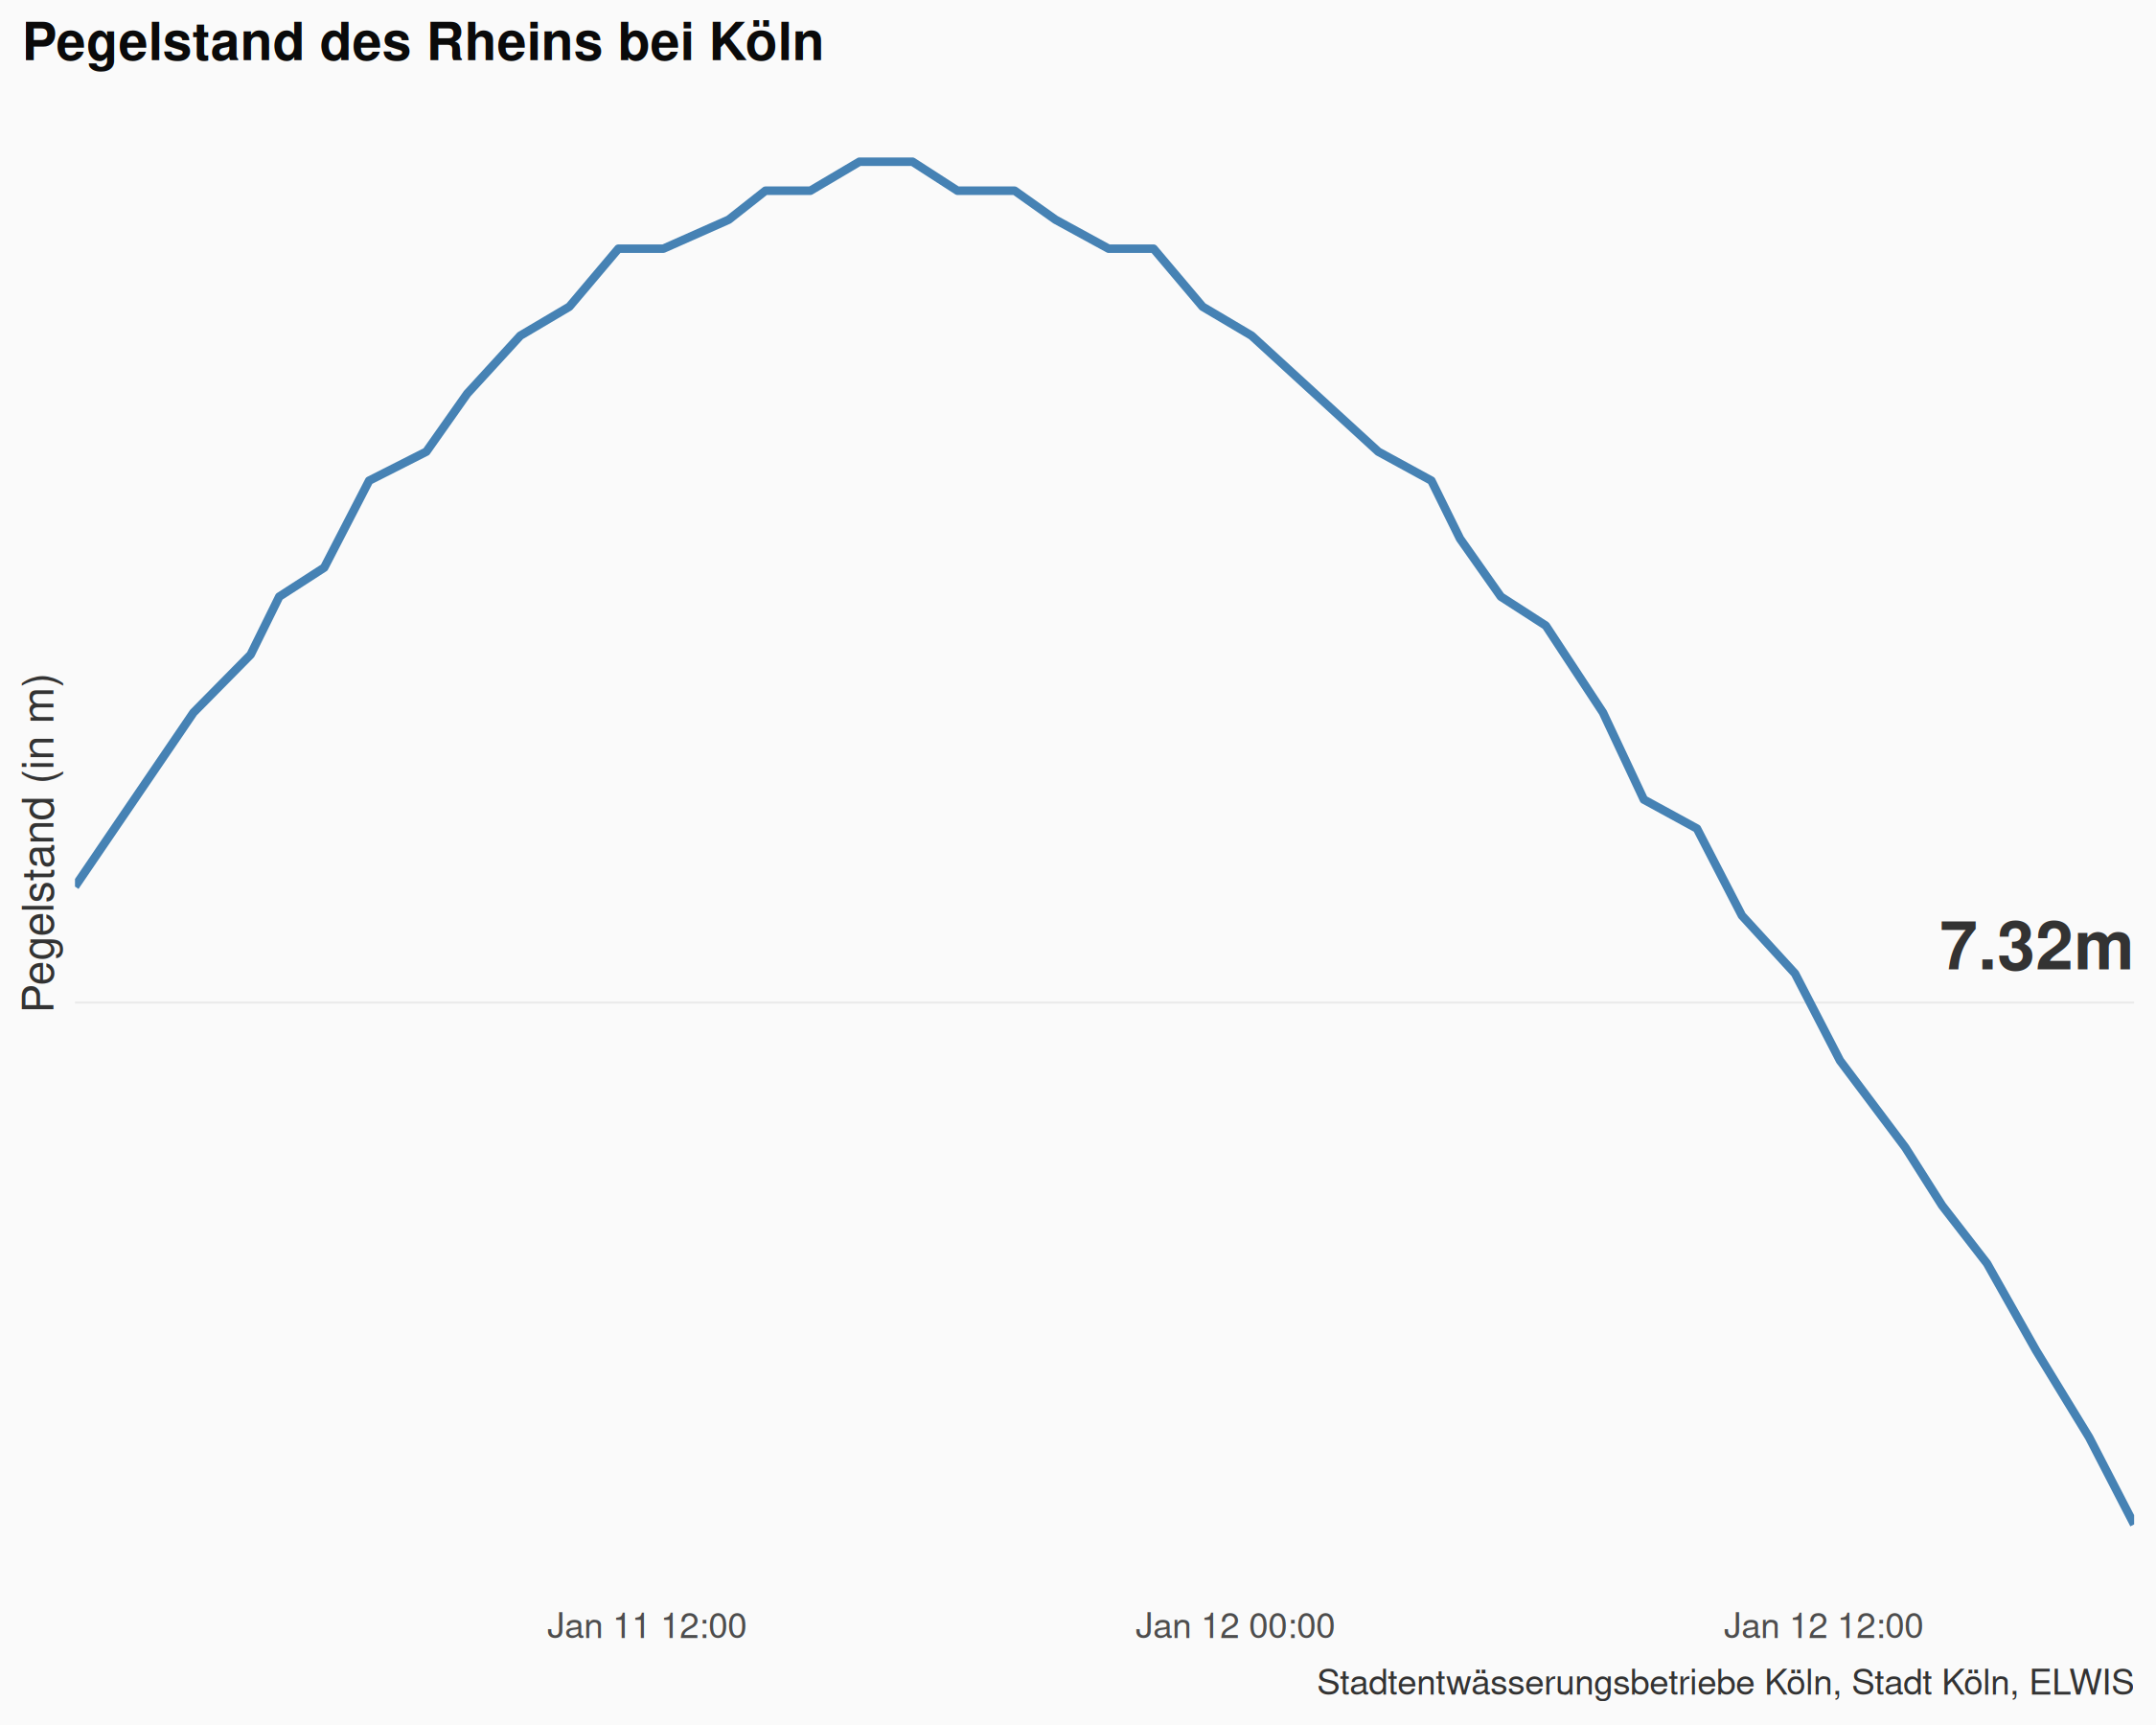 Pegelstand des Rheins bei Köln
Pegelstand (in m)
7.32m
Jan 11 12:00
Jan 12 00:00
Jan 12 12:00
Stadtentwässerungsbetriebe Köln, Stadt Köln, ELWIS